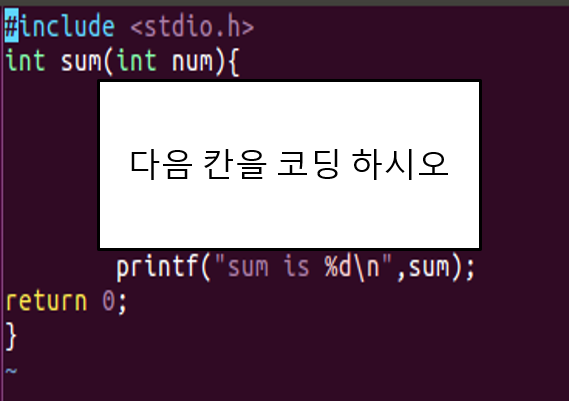 #include <stdio.h>
int sum(int num){
다음 칸을 코딩 하시오
printf("sum is %d\n",sum);
return 0;
}
~